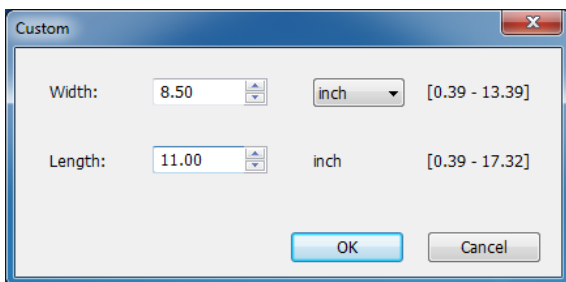 Custom
Width: 8.50 inch [0.39 - 13.39]
Length: 11.00 inch [0.39 - 17.32]
OK Cancel